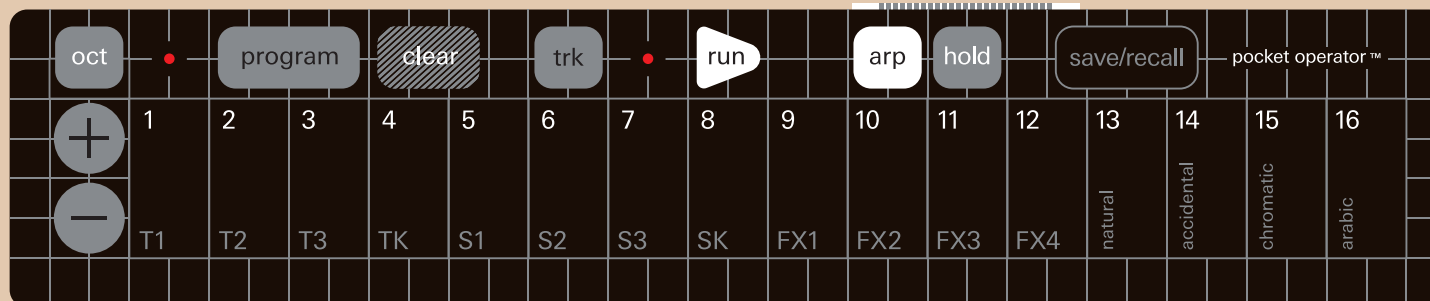 oct program clear trk run arp hold save/recall pocket operator™
+ 1 2 3 4 5 6 7 8 9 10 11 12 13 14 15 16
− T1 T2 T3 TK S1 S2 S3 SK FX1 FX2 FX3 FX4 natural accidental chromatic arabic